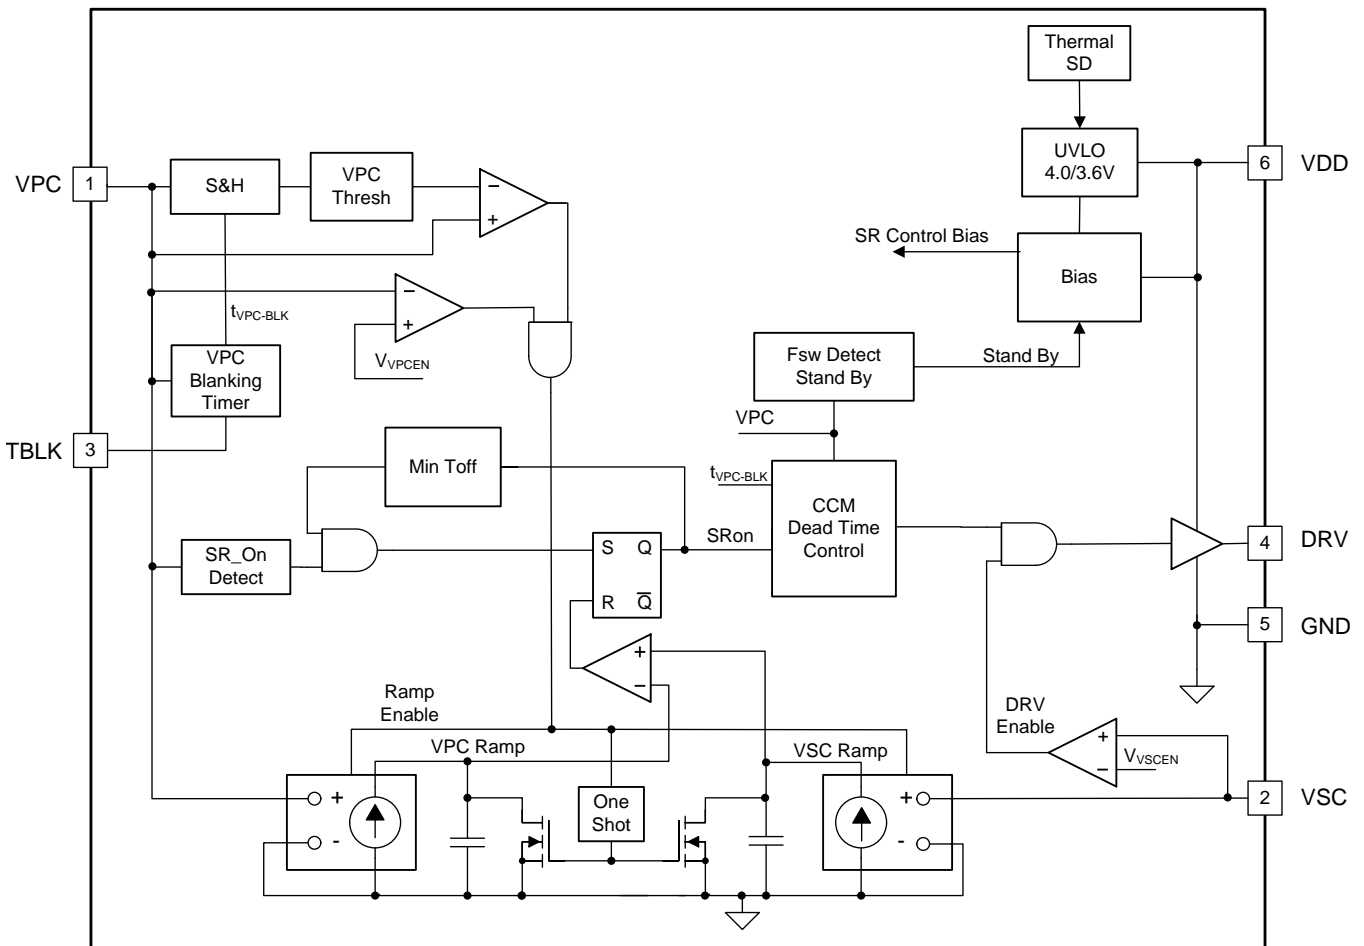 Thermal
SD
VPC
1
S&H
VPC
Thresh
−
+
UVLO
4.0/3.6V
6
VDD
SR Control Bias
Bias
−
+
tVPC-BLK
VVPCEN
VPC
Blanking
Timer
Fsw Detect
Stand By
Stand By
VPC
TBLK
3
Min Toff
tVPC-BLK
CCM
Dead Time
Control
SR_On
Detect
S
Q
R
Q̅
SRon
4
DRV
5
GND
+
−
Ramp
Enable
VPC Ramp
VSC Ramp
DRV
Enable
+
−
VVSCEN
+
-
One
Shot
+
-
2
VSC